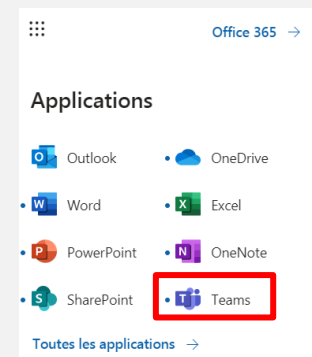 Office 365 →
Applications
Outlook OneDrive
Word Excel
PowerPoint OneNote
SharePoint Teams
Toutes les applications →